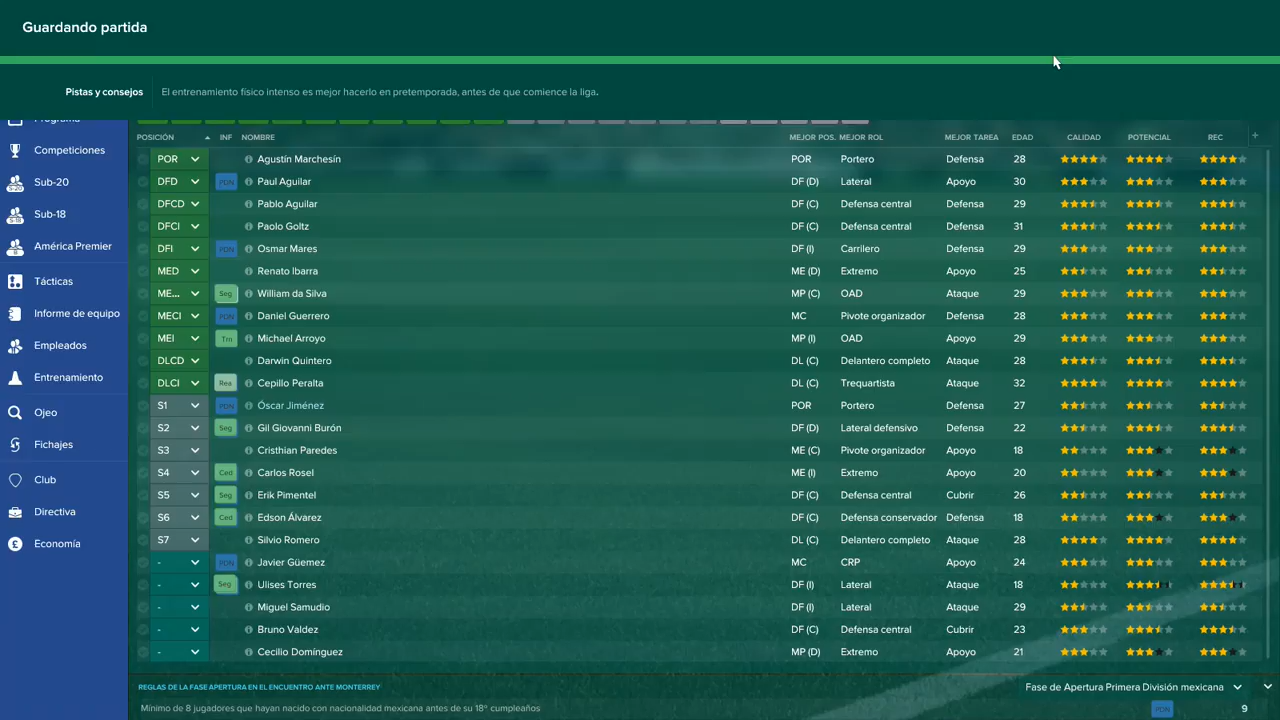 Guardando partida
Pistas y consejos El entrenamiento físico intenso es mejor hacerlo en pretemporada, antes de que comience la liga.
Programa
Competiciones
Sub-20
Sub-18
América Premier
Tácticas
Informe de equipo
Empleados
Entrenamiento
Ojeo
Fichajes
Club
Directiva
Economía
POSICIÓN INF NOMBRE MEJOR POS. MEJOR ROL MEJOR TAREA EDAD CALIDAD POTENCIAL REC
POR Agustín Marchesín POR Portero Defensa 28
DFD PDN Paul Aguilar DF (D) Lateral Apoyo 30
DFCD Pablo Aguilar DF (C) Defensa central Defensa 29
DFCI Paolo Goltz DF (C) Defensa central Defensa 31
DFI PDN Osmar Mares DF (I) Carrilero Defensa 29
MED Renato Ibarra ME (D) Extremo Apoyo 25
ME... Seg William da Silva MP (C) OAD Ataque 29
MECI PDN Daniel Guerrero MC Pivote organizador Defensa 28
MEI Trn Michael Arroyo MP (I) OAD Apoyo 29
DLCD Darwin Quintero DL (C) Delantero completo Ataque 28
DLCI Rea Cepillo Peralta DL (C) Trequartista Ataque 32
S1 PDN Óscar Jiménez POR Portero Defensa 27
S2 Seg Gil Giovanni Burón DF (D) Lateral defensivo Defensa 22
S3 Cristhian Paredes ME (C) Pivote organizador Apoyo 18
S4 Ced Carlos Rosel ME (I) Extremo Apoyo 20
S5 Seg Erik Pimentel DF (C) Defensa central Cubrir 26
S6 Ced Edson Álvarez DF (C) Defensa conservador Defensa 18
S7 Silvio Romero DL (C) Delantero completo Ataque 28
- PDN Javier Güemez MC CRP Apoyo 24
- Seg Ulises Torres DF (I) Lateral Ataque 18
- Miguel Samudio DF (I) Lateral Ataque 29
- Bruno Valdez DF (C) Defensa central Cubrir 23
- Cecilio Domínguez MP (D) Extremo Apoyo 21
REGLAS DE LA FASE APERTURA EN EL ENCUENTRO ANTE MONTERREY Fase de Apertura Primera División mexicana
Mínimo de 8 jugadores que hayan nacido con nacionalidad mexicana antes de su 18º cumpleaños PDN 9